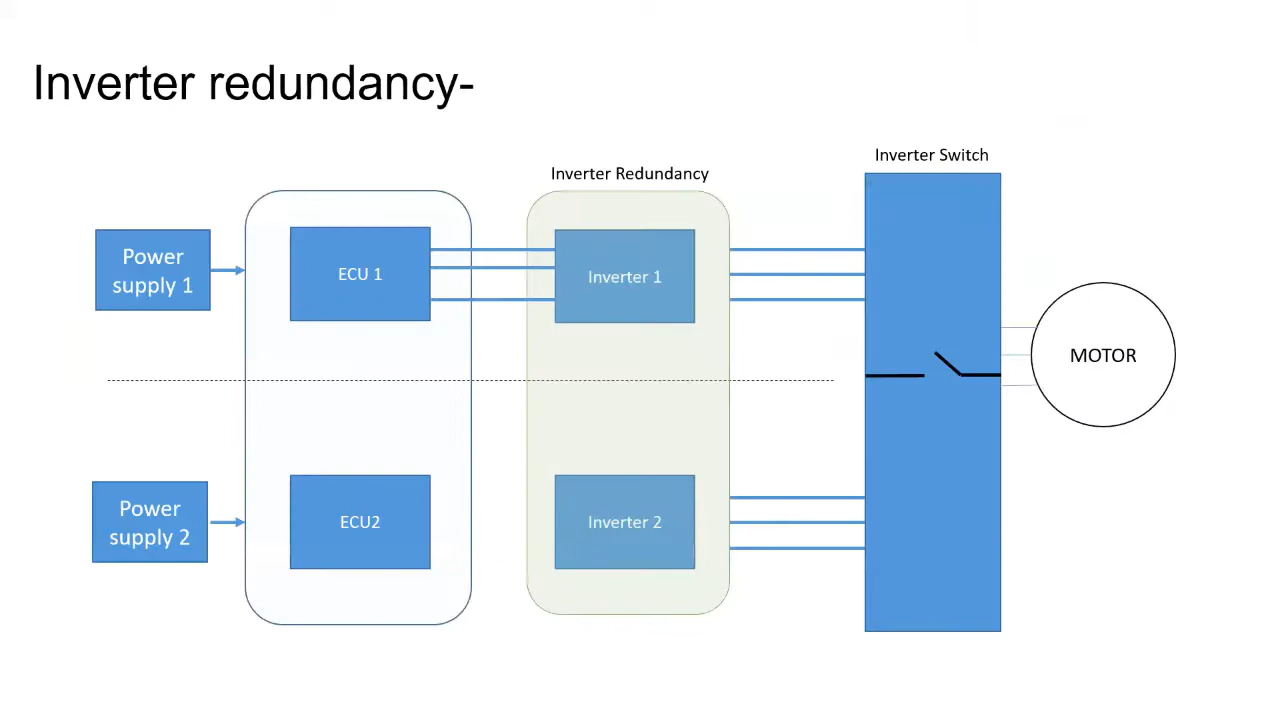 Inverter redundancy-
Inverter Switch
Inverter Redundancy
Power
supply 1
ECU 1
Inverter 1
MOTOR
Power
supply 2
ECU2
Inverter 2